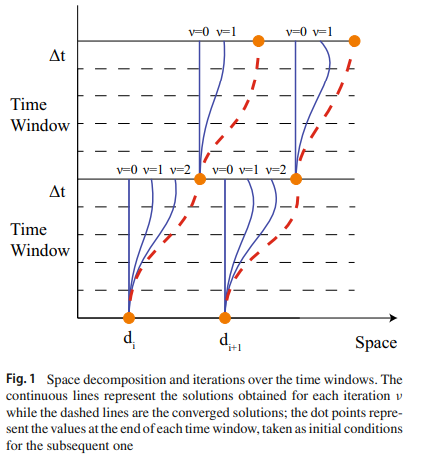 ν=0 ν=1 ν=0 ν=1
Δt
Time
Window
ν=0 ν=1 ν=2 ν=0 ν=1 ν=2
Δt
Time
Window
di di+1
Space
Fig. 1 Space decomposition and iterations over the time windows. The
continuous lines represent the solutions obtained for each iteration ν
while the dashed lines are the converged solutions; the dot points repre-
sent the values at the end of each time window, taken as initial conditions
for the subsequent one